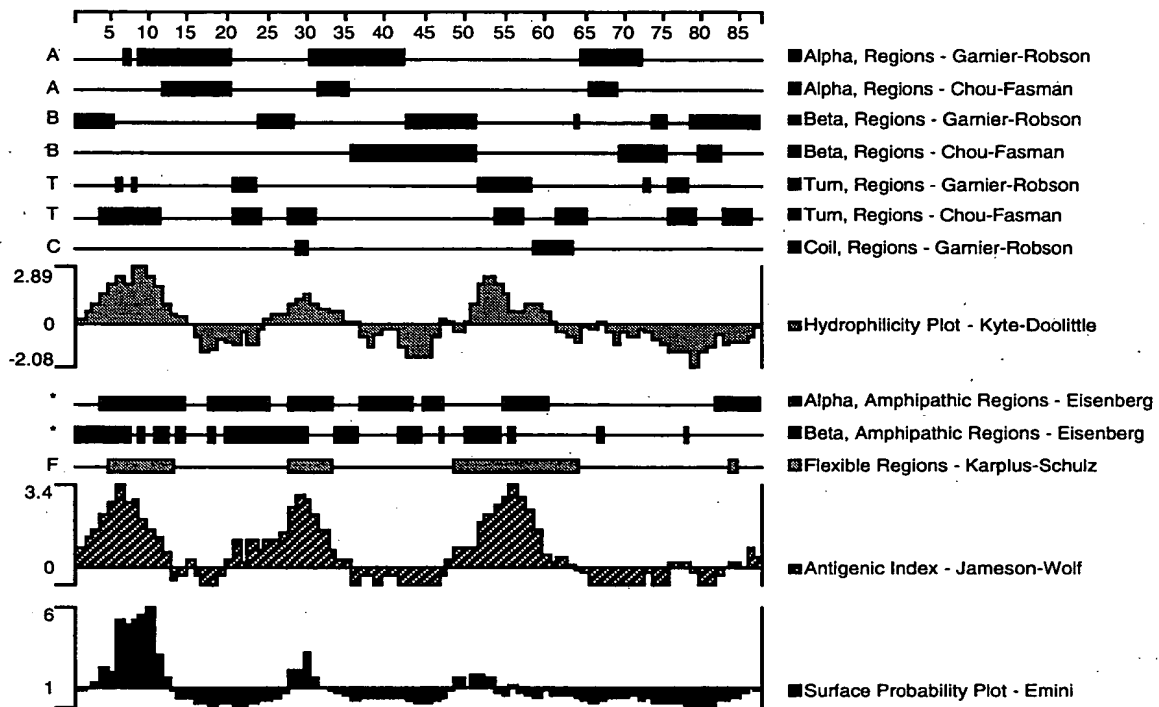 5 10 15 20 25 30 35 40 45 50 55 60 65 70 75 80 85
A Alpha, Regions - Garnier-Robson
A Alpha, Regions - Chou-Fasman
B Beta, Regions - Garnier-Robson
B Beta, Regions - Chou-Fasman
T Turn, Regions - Garnier-Robson
T Turn, Regions - Chou-Fasman
C Coil, Regions - Garnier-Robson
2.89
0 Hydrophilicity Plot - Kyte-Doolittle
-2.08
* Alpha, Amphipathic Regions - Eisenberg
* Beta, Amphipathic Regions - Eisenberg
F Flexible Regions - Karplus-Schulz
3.4
0 Antigenic Index - Jameson-Wolf
6
1 Surface Probability Plot - Emini